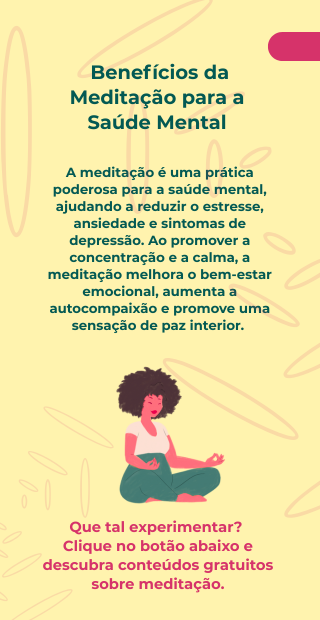 Benefícios da
Meditação para a
Saúde Mental
A meditação é uma prática
poderosa para a saúde mental,
ajudando a reduzir o estresse,
ansiedade e sintomas de
depressão. Ao promover a
concentração e a calma, a
meditação melhora o bem-estar
emocional, aumenta a
autocompaixão e promove uma
sensação de paz interior.
Que tal experimentar?
Clique no botão abaixo e
descubra conteúdos gratuitos
sobre meditação.